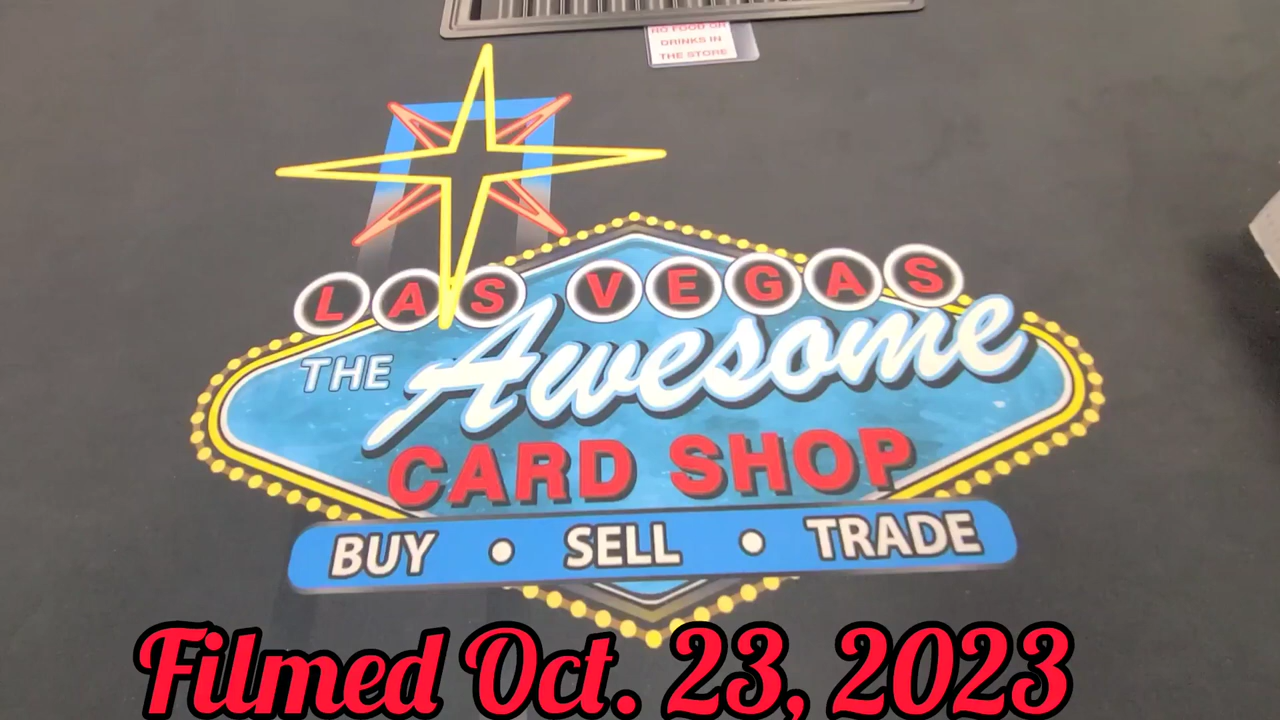 NO FOOD OR
DRINKS IN
THE STORE
LAS VEGAS
THE Awesome
CARD SHOP
BUY • SELL • TRADE
Filmed Oct. 23, 2023